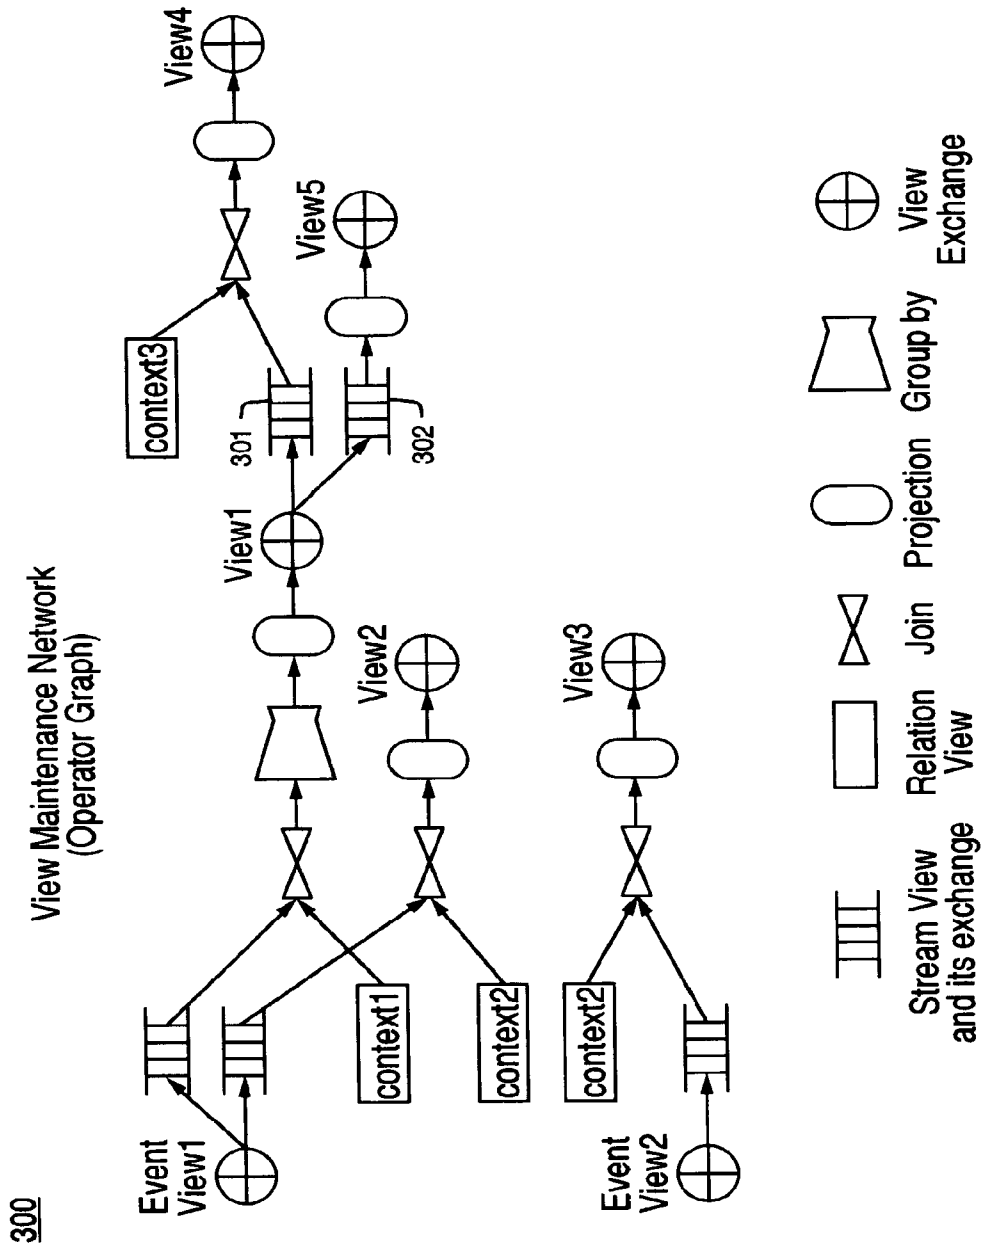 300
View Maintenance Network
(Operator Graph)
Event
View1
context1
context2
View1
View2
301
302
context3
View4
View5
Event
View2
context2
View3
Stream View
and its exchange
Relation
View
Join
Projection
Group by
View
Exchange